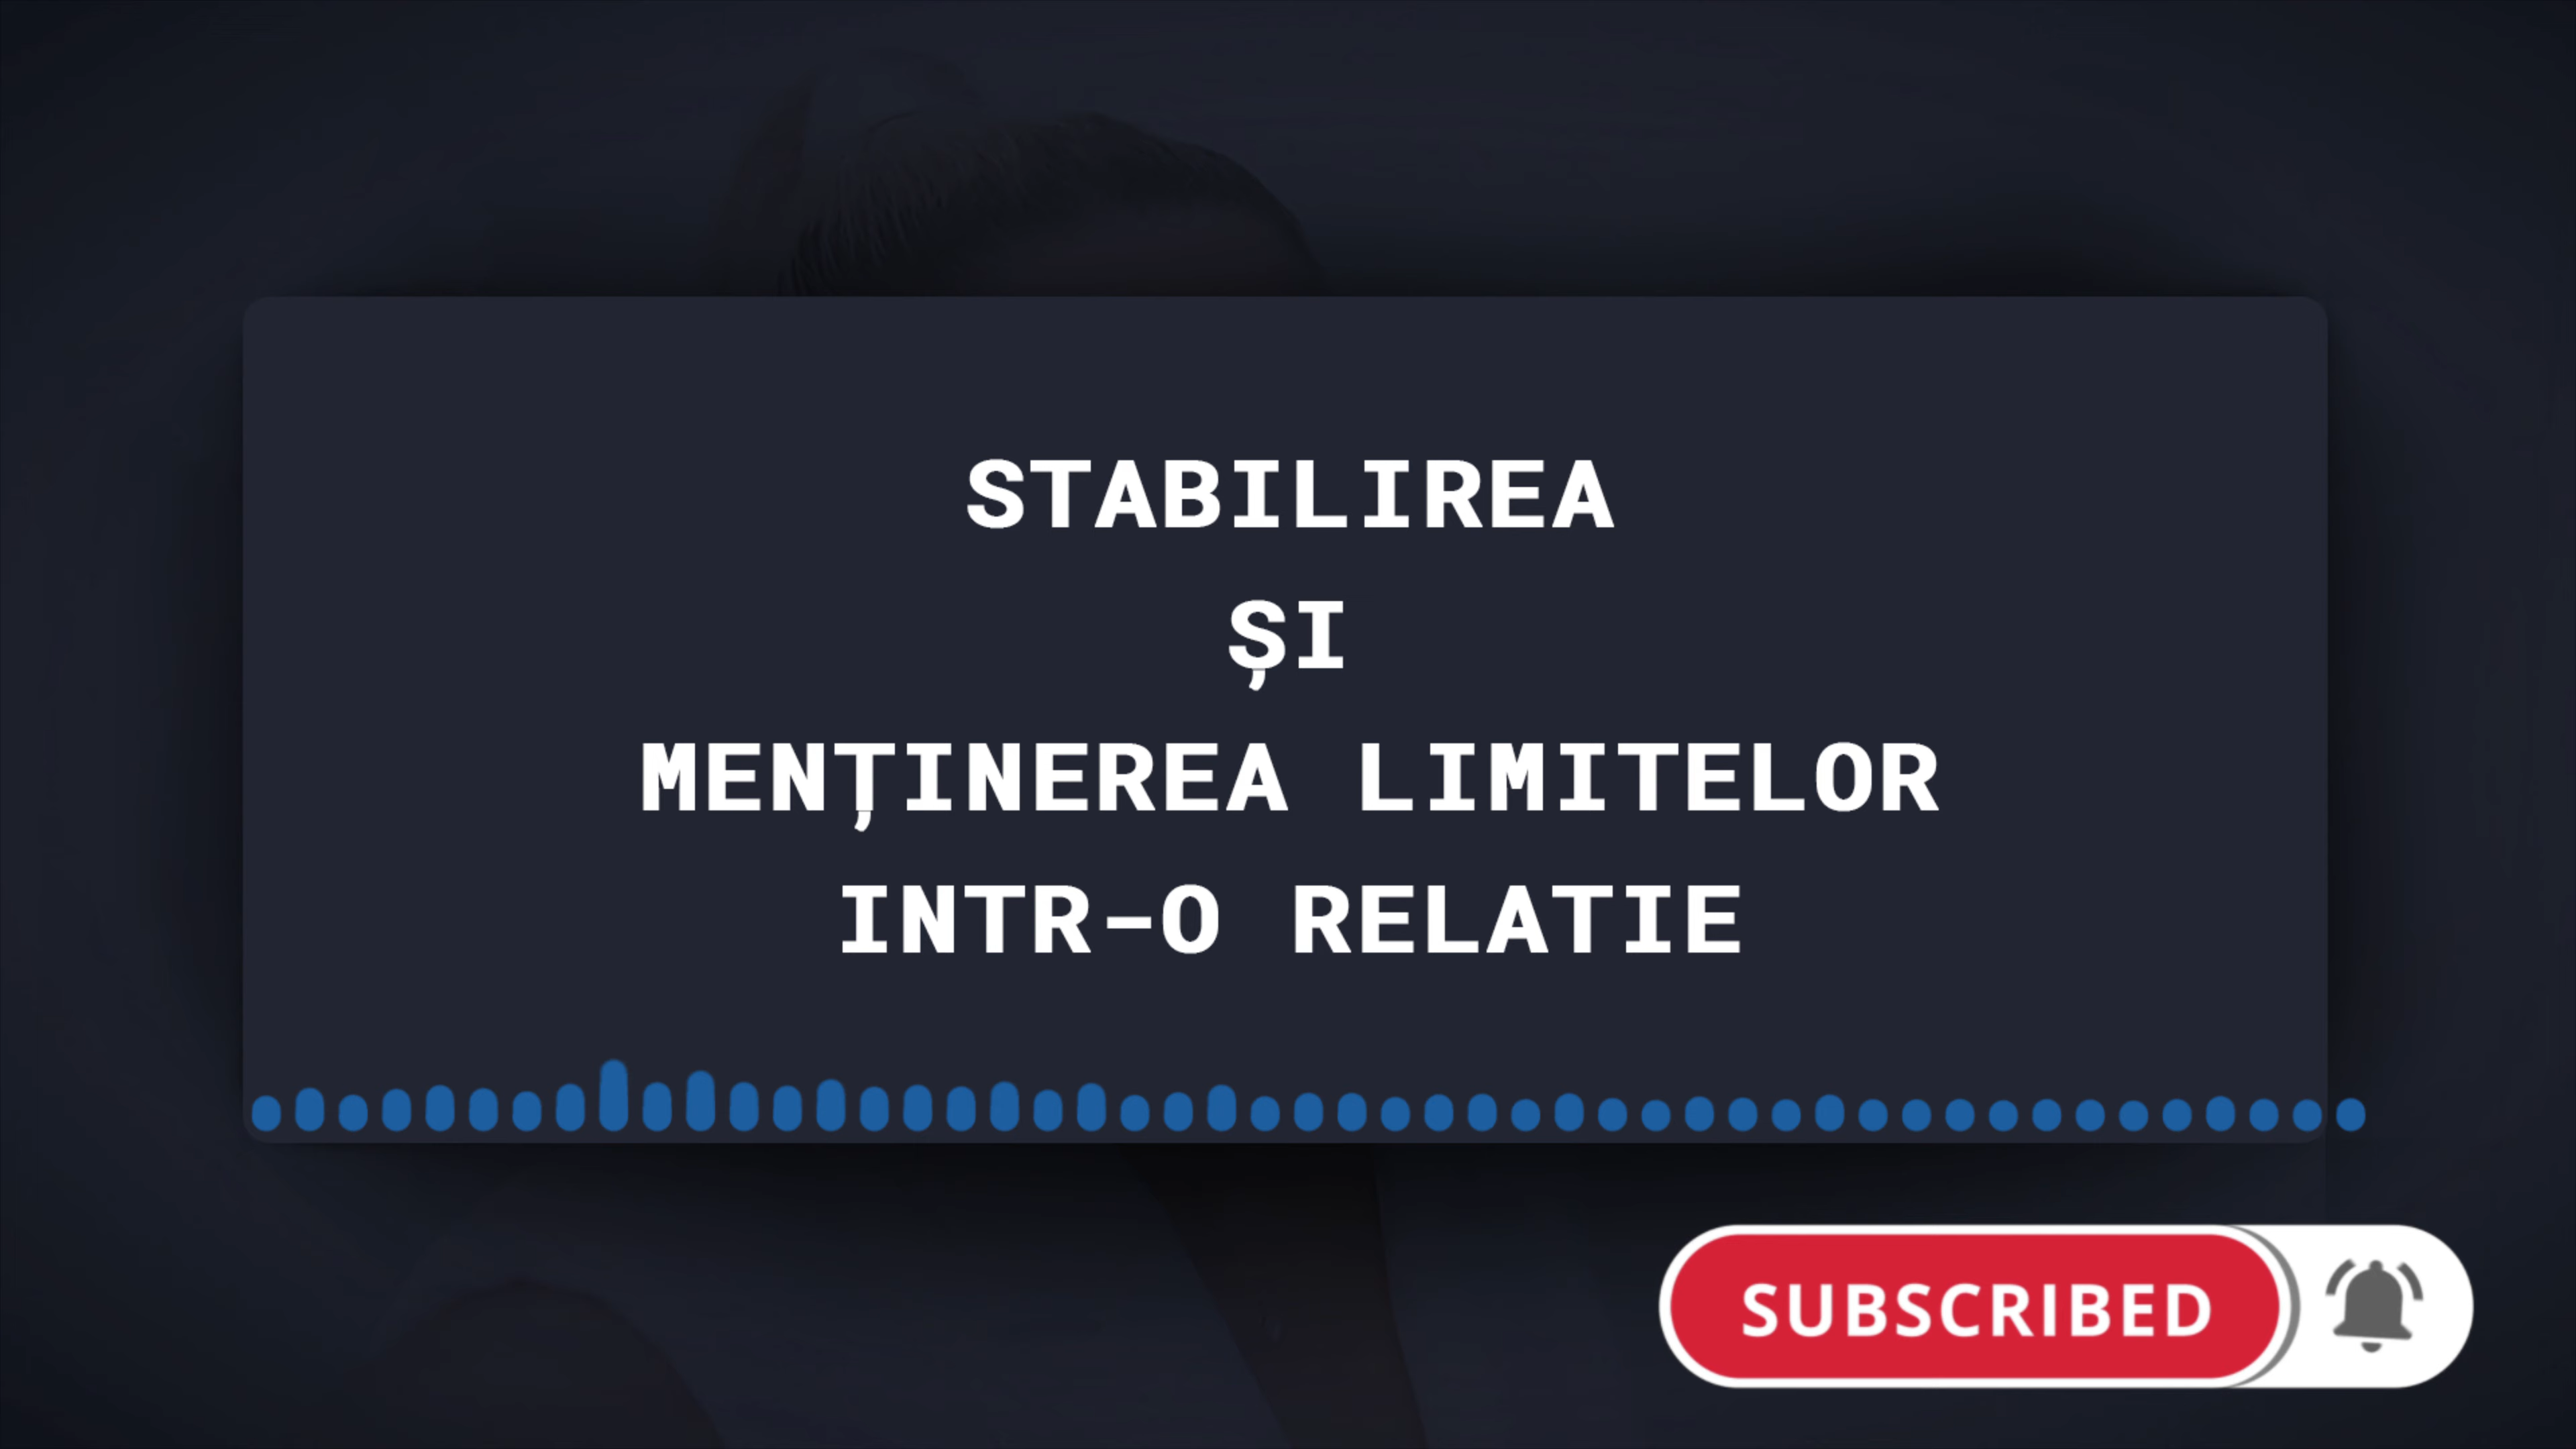 STABILIREA
ȘI
MENȚINEREA LIMITELOR
INTR-O RELATIE
SUBSCRIBED